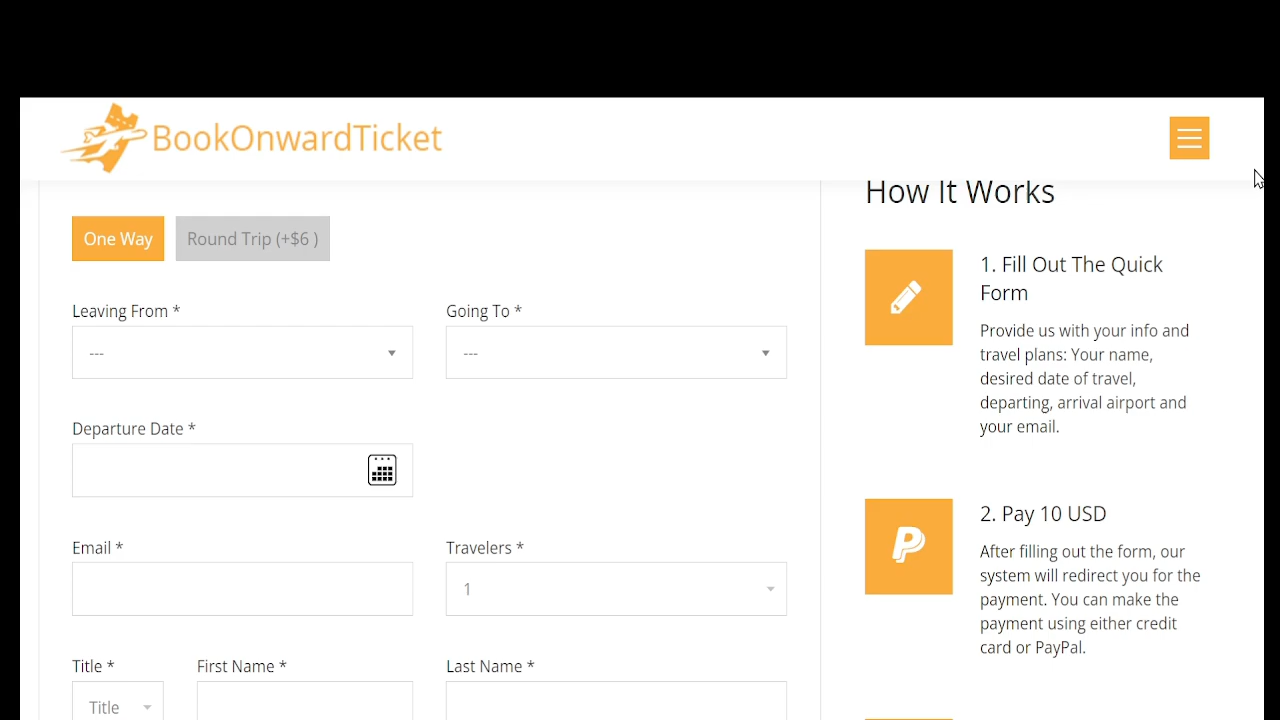 BookOnwardTicket
One Way
Round Trip (+$6 )
Leaving From *
Going To *
---
---
Departure Date *
Email *
Travelers *
1
Title *
First Name *
Last Name *
Title
How It Works
1. Fill Out The Quick
Form
Provide us with your info and
travel plans: Your name,
desired date of travel,
departing, arrival airport and
your email.
2. Pay 10 USD
After filling out the form, our
system will redirect you for the
payment. You can make the
payment using either credit
card or PayPal.